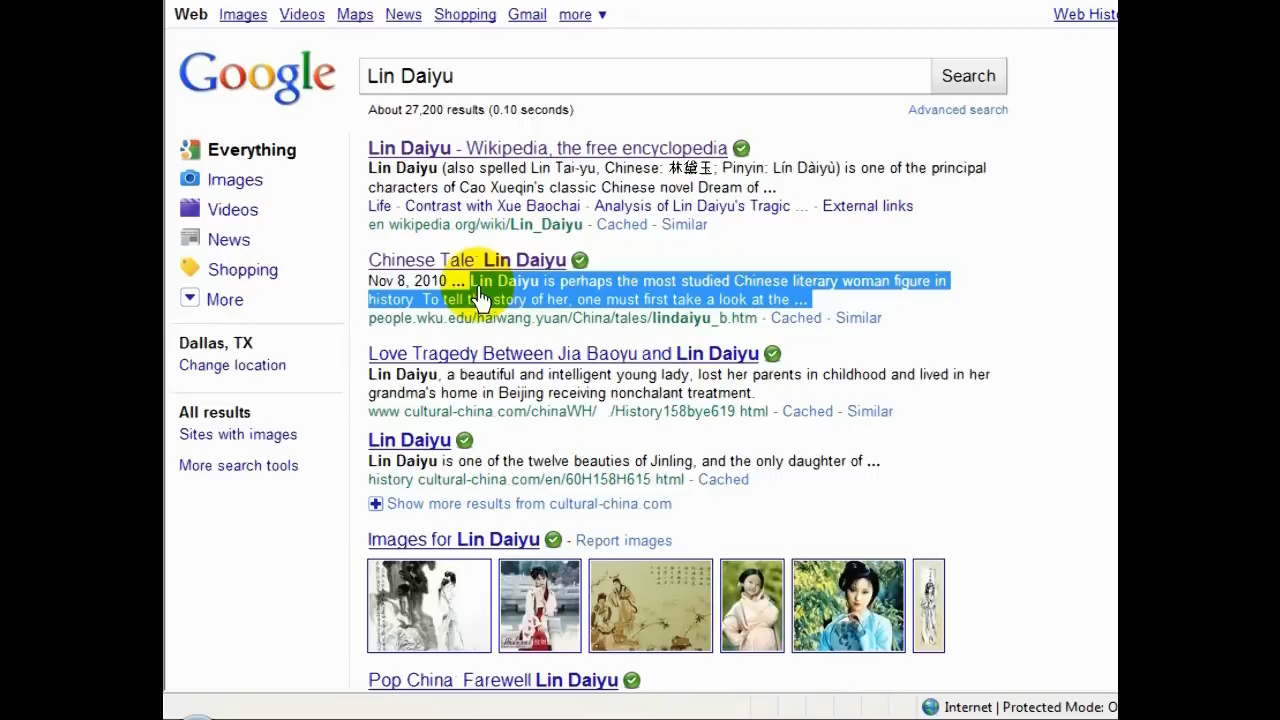 Web Images Videos Maps News Shopping Gmail more ▼ Web Hist
Google
Lin Daiyu
Search
About 27,200 results (0.10 seconds)
Advanced search
Everything
Images
Videos
News
Shopping
More
Dallas, TX
Change location
All results
Sites with images
More search tools
Lin Daiyu - Wikipedia, the free encyclopedia
Lin Daiyu (also spelled Lin Tai-yu, Chinese: 林黛玉; Pinyin: Lín Dàiyù) is one of the principal
characters of Cao Xueqin's classic Chinese novel Dream of ...
Life - Contrast with Xue Baochai - Analysis of Lin Daiyu's Tragic ... - External links
en wikipedia org/wiki/Lin_Daiyu - Cached - Similar
Chinese Tale: Lin Daiyu
Nov 8, 2010 ... Lin Daiyu is perhaps the most studied Chinese literary woman figure in
history To tell the story of her, one must first take a look at the ...
people.wku.edu/haiwang.yuan/China/tales/lindaiyu_b.htm - Cached - Similar
Love Tragedy Between Jia Baoyu and Lin Daiyu
Lin Daiyu, a beautiful and intelligent young lady, lost her parents in childhood and lived in her
grandma's home in Beijing receiving nonchalant treatment.
www cultural-china com/chinaWH/ /History158bye619 html - Cached - Similar
Lin Daiyu
Lin Daiyu is one of the twelve beauties of Jinling, and the only daughter of ...
history cultural-china.com/en/60H158H615 html - Cached
Show more results from cultural-china.com
Images for Lin Daiyu - Report images
Pop China: Farewell Lin Daiyu
Internet | Protected Mode: O